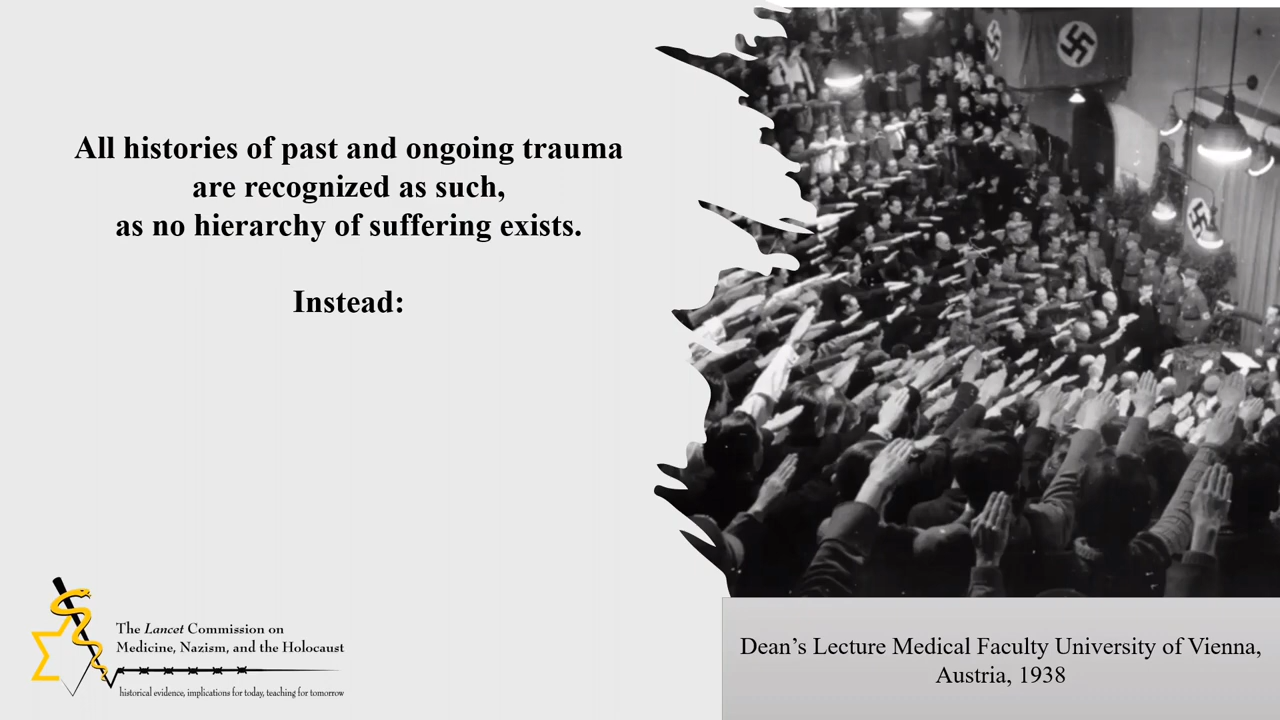 All histories of past and ongoing trauma
are recognized as such,
as no hierarchy of suffering exists.
Instead:
The Lancet Commission on
Medicine, Nazism, and the Holocaust
historical evidence, implications for today, teaching for tomorrow
Dean’s Lecture Medical Faculty University of Vienna,
Austria, 1938